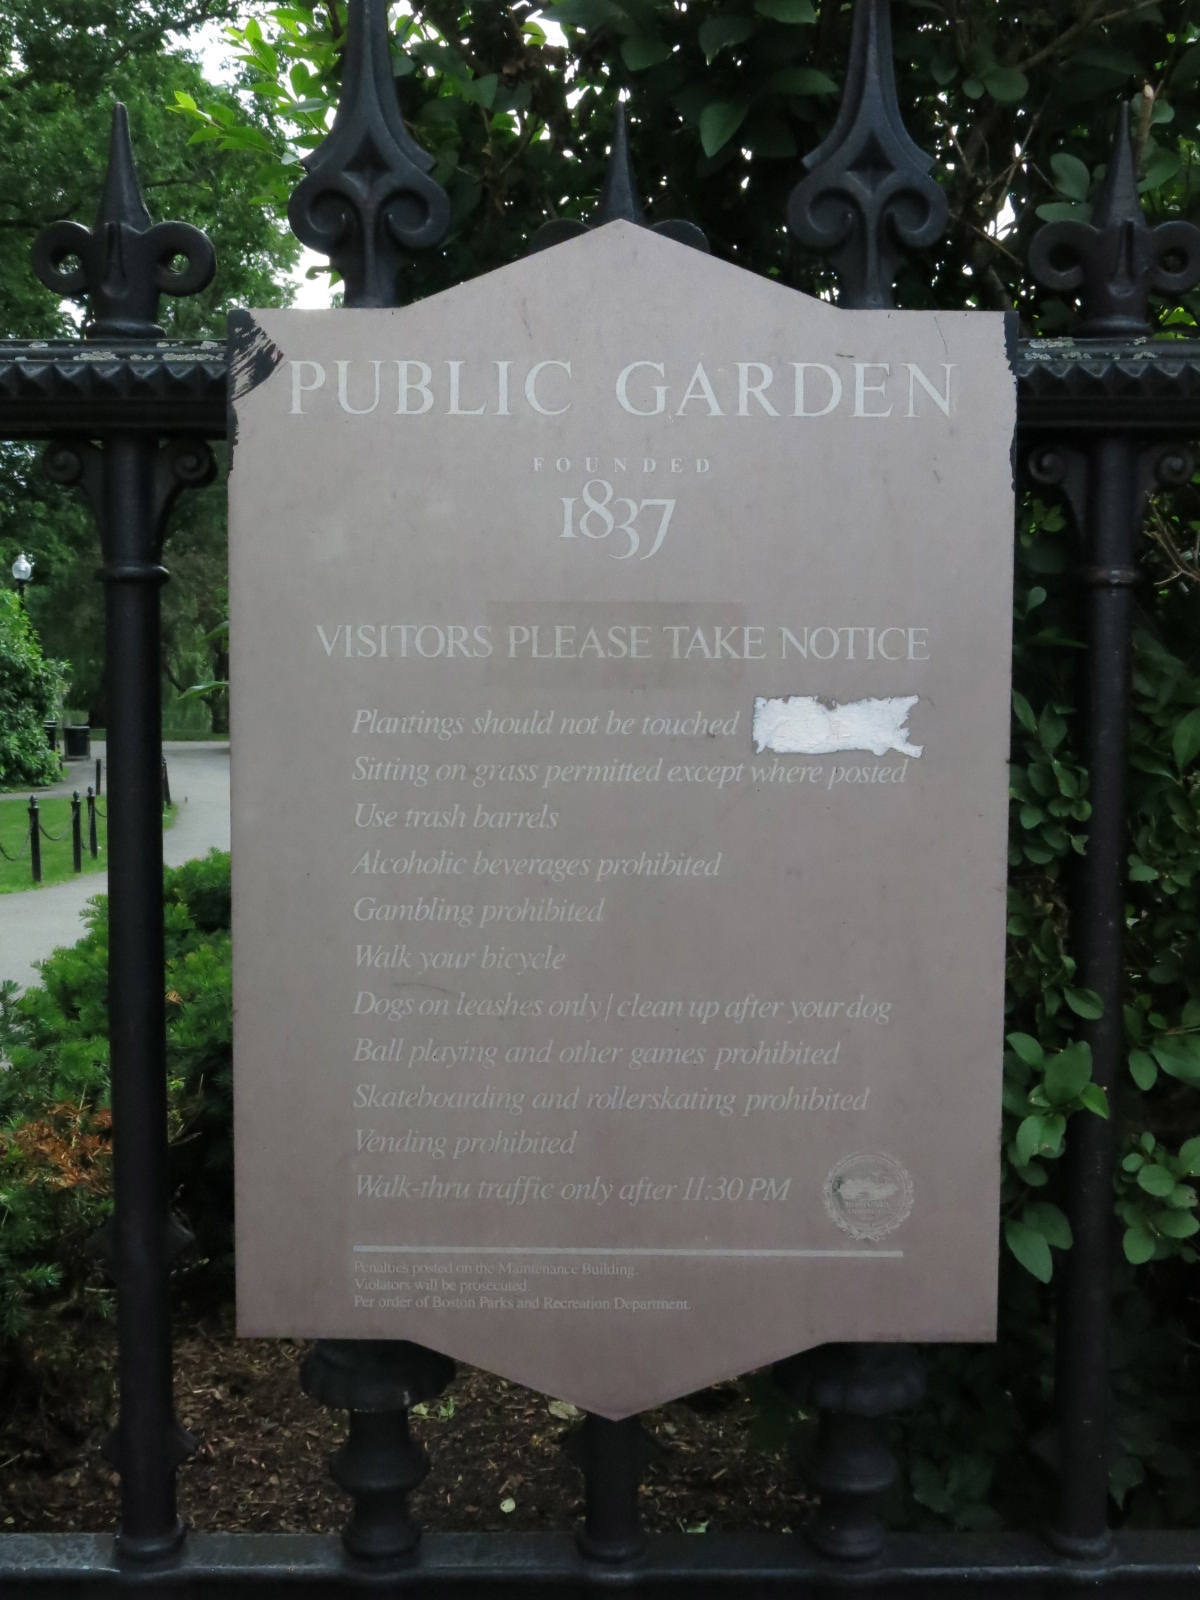 PUBLIC GARDEN
FOUNDED
1837
VISITORS PLEASE TAKE NOTICE
Plantings should not be touched
Sitting on grass permitted except where posted
Use trash barrels
Alcoholic beverages prohibited
Gambling prohibited
Walk your bicycle
Dogs on leashes only/clean up after your dog
Ball playing and other games prohibited
Skateboarding and rollerskating prohibited
Vending prohibited
Walk-thru traffic only after 11:30 PM
Penalties posted on the Maintenance Building.
Violators will be prosecuted.
Per order of Boston Parks and Recreation Department.